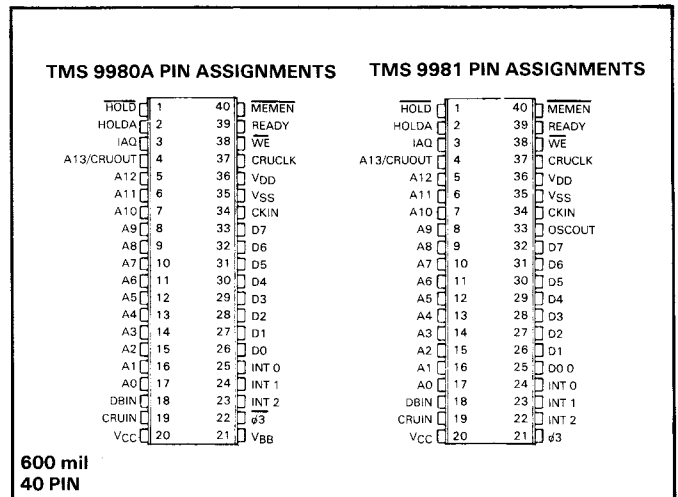 TMS 9980A PIN ASSIGNMENTS
HOLD 1 40 MEMEN
HOLDA 2 39 READY
IAQ 3 38 WE
A13/CRUOUT 4 37 CRUCLK
A12 5 36 VDD
A11 6 35 VSS
A10 7 34 CKIN
A9 8 33 D7
A8 9 32 D6
A7 10 31 D5
A6 11 30 D4
A5 12 29 D3
A4 13 28 D2
A3 14 27 D1
A2 15 26 D0
A1 16 25 INT 0
A0 17 24 INT 1
DBIN 18 23 INT 2
CRUIN 19 22 ø3
VCC 20 21 VBB
TMS 9981 PIN ASSIGNMENTS
HOLD 1 40 MEMEN
HOLDA 2 39 READY
IAQ 3 38 WE
A13/CRUOUT 4 37 CRUCLK
A12 5 36 VDD
A11 6 35 VSS
A10 7 34 CKIN
A9 8 33 OSCOUT
A8 9 32 D7
A7 10 31 D6
A6 11 30 D5
A5 12 29 D4
A4 13 28 D3
A3 14 27 D2
A2 15 26 D1
A1 16 25 D0 0
A0 17 24 INT 0
DBIN 18 23 INT 1
CRUIN 19 22 INT 2
VCC 20 21 ø3
600 mil
40 PIN